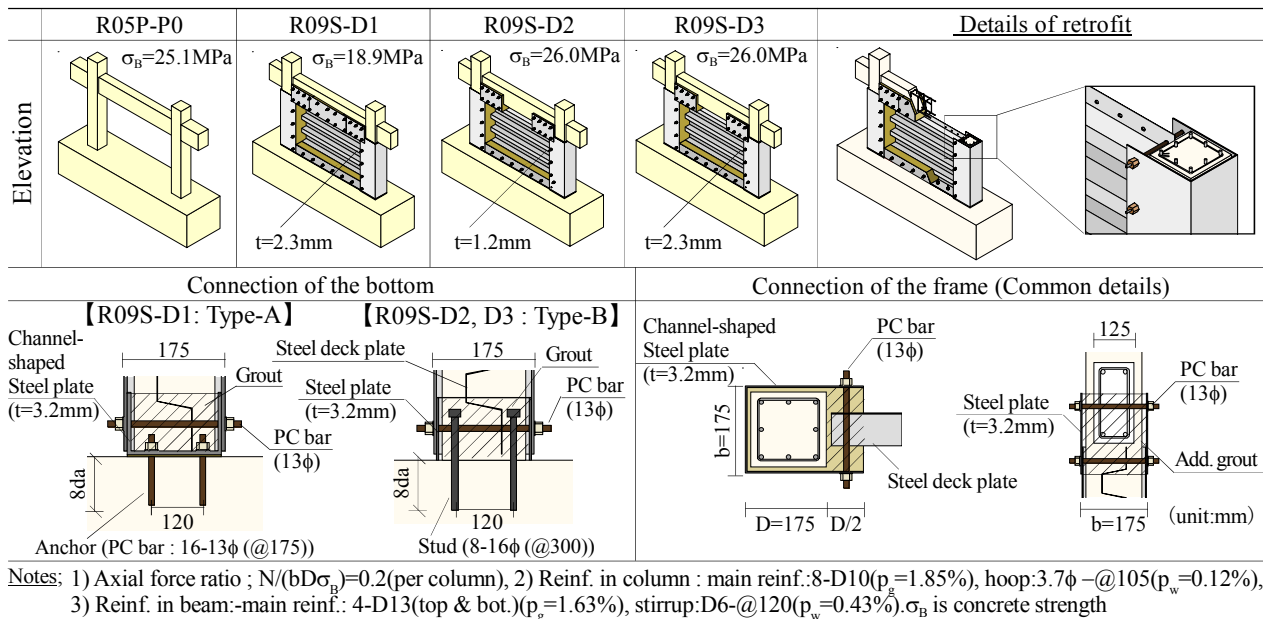 R05P-P0
R09S-D1
R09S-D2
R09S-D3
Details of retrofit
Elevation
σB=25.1MPa
σB=18.9MPa
σB=26.0MPa
σB=26.0MPa
t=2.3mm
t=1.2mm
t=2.3mm
Connection of the bottom
Connection of the frame (Common details)
【R09S-D1: Type-A】
【R09S-D2, D3 : Type-B】
Channel-
shaped
Steel plate
(t=3.2mm)
175
Grout
PC bar
(13ϕ)
8da
120
Anchor (PC bar : 16-13ϕ (@175))
Steel deck plate
Steel plate
(t=3.2mm)
175
Grout
PC bar
(13ϕ)
8da
120
Stud (8-16ϕ (@300))
Channel-shaped
Steel plate
(t=3.2mm)
PC bar
(13ϕ)
b=175
Steel deck plate
D=175
D/2
125
Steel plate
(t=3.2mm)
PC bar
(13ϕ)
Add. grout
b=175
(unit:mm)
Notes; 1) Axial force ratio ; N/(bDσB)=0.2(per column), 2) Reinf. in column : main reinf.:8-D10(pg=1.85%), hoop:3.7ϕ –@105(pw=0.12%),
3) Reinf. in beam:-main reinf.: 4-D13(top & bot.)(pg=1.63%), stirrup:D6-@120(pw=0.43%).σB is concrete strength